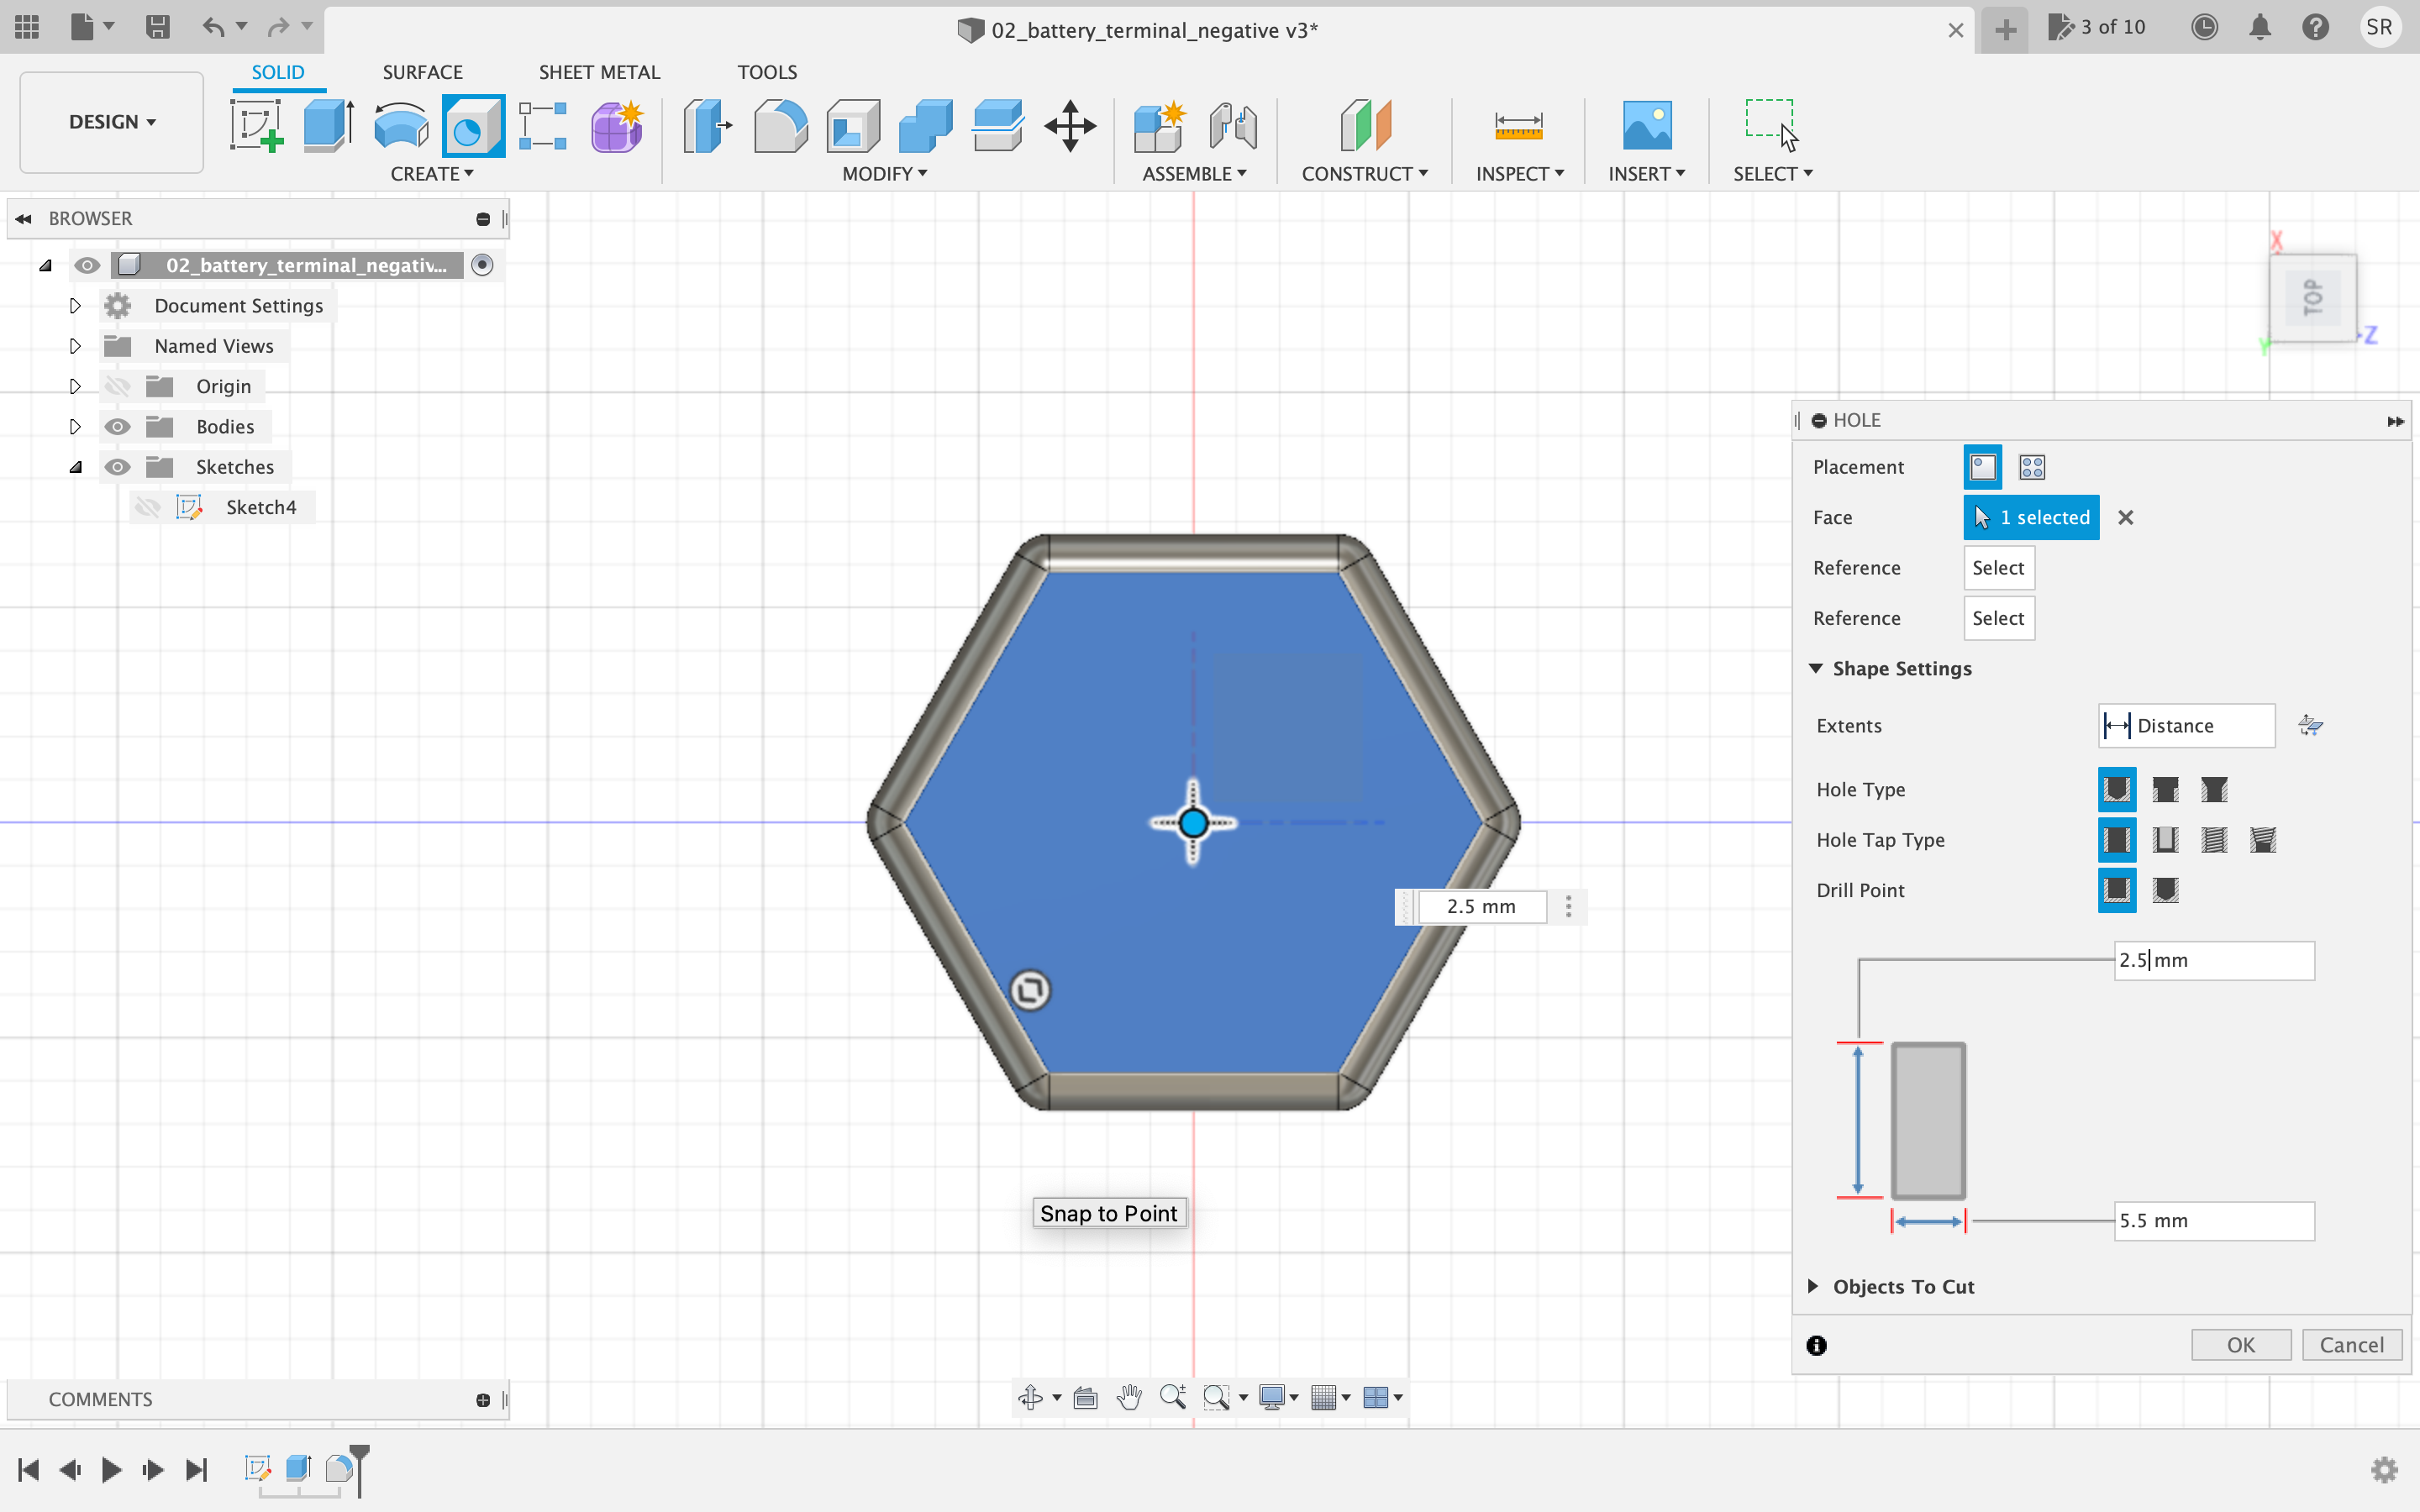 02_battery_terminal_negative v3*
3 of 10
SR
SOLID
SURFACE
SHEET METAL
TOOLS
DESIGN
CREATE
MODIFY
ASSEMBLE
CONSTRUCT
INSPECT
INSERT
SELECT
BROWSER
02_battery_terminal_negativ...
Document Settings
Named Views
Origin
Bodies
Sketches
Sketch4
X
TOP
Y
Z
2.5 mm
Snap to Point
HOLE
Placement
Face 1 selected
Reference Select
Reference Select
Shape Settings
Extents Distance
Hole Type
Hole Tap Type
Drill Point
2.5 mm
5.5 mm
Objects To Cut
OK Cancel
COMMENTS